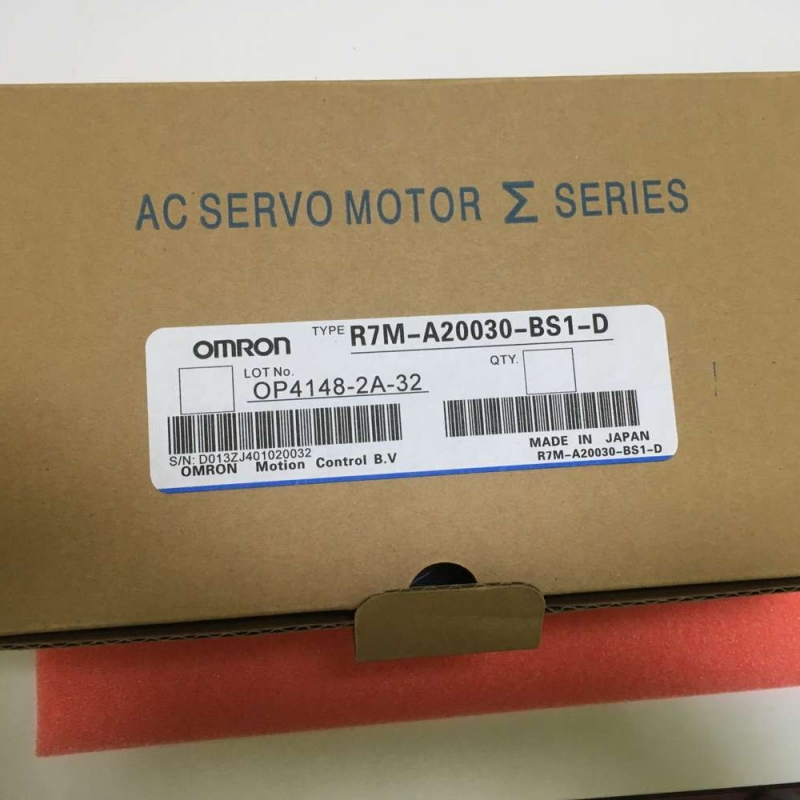 AC SERVO MOTOR Σ SERIES
OMRON TYPE R7M-A20030-BS1-D
LOT No. QTY.
OP4148-2A-32
S/N: D013ZJ401020032 MADE IN JAPAN
OMRON Motion Control B.V R7M-A20030-BS1-D